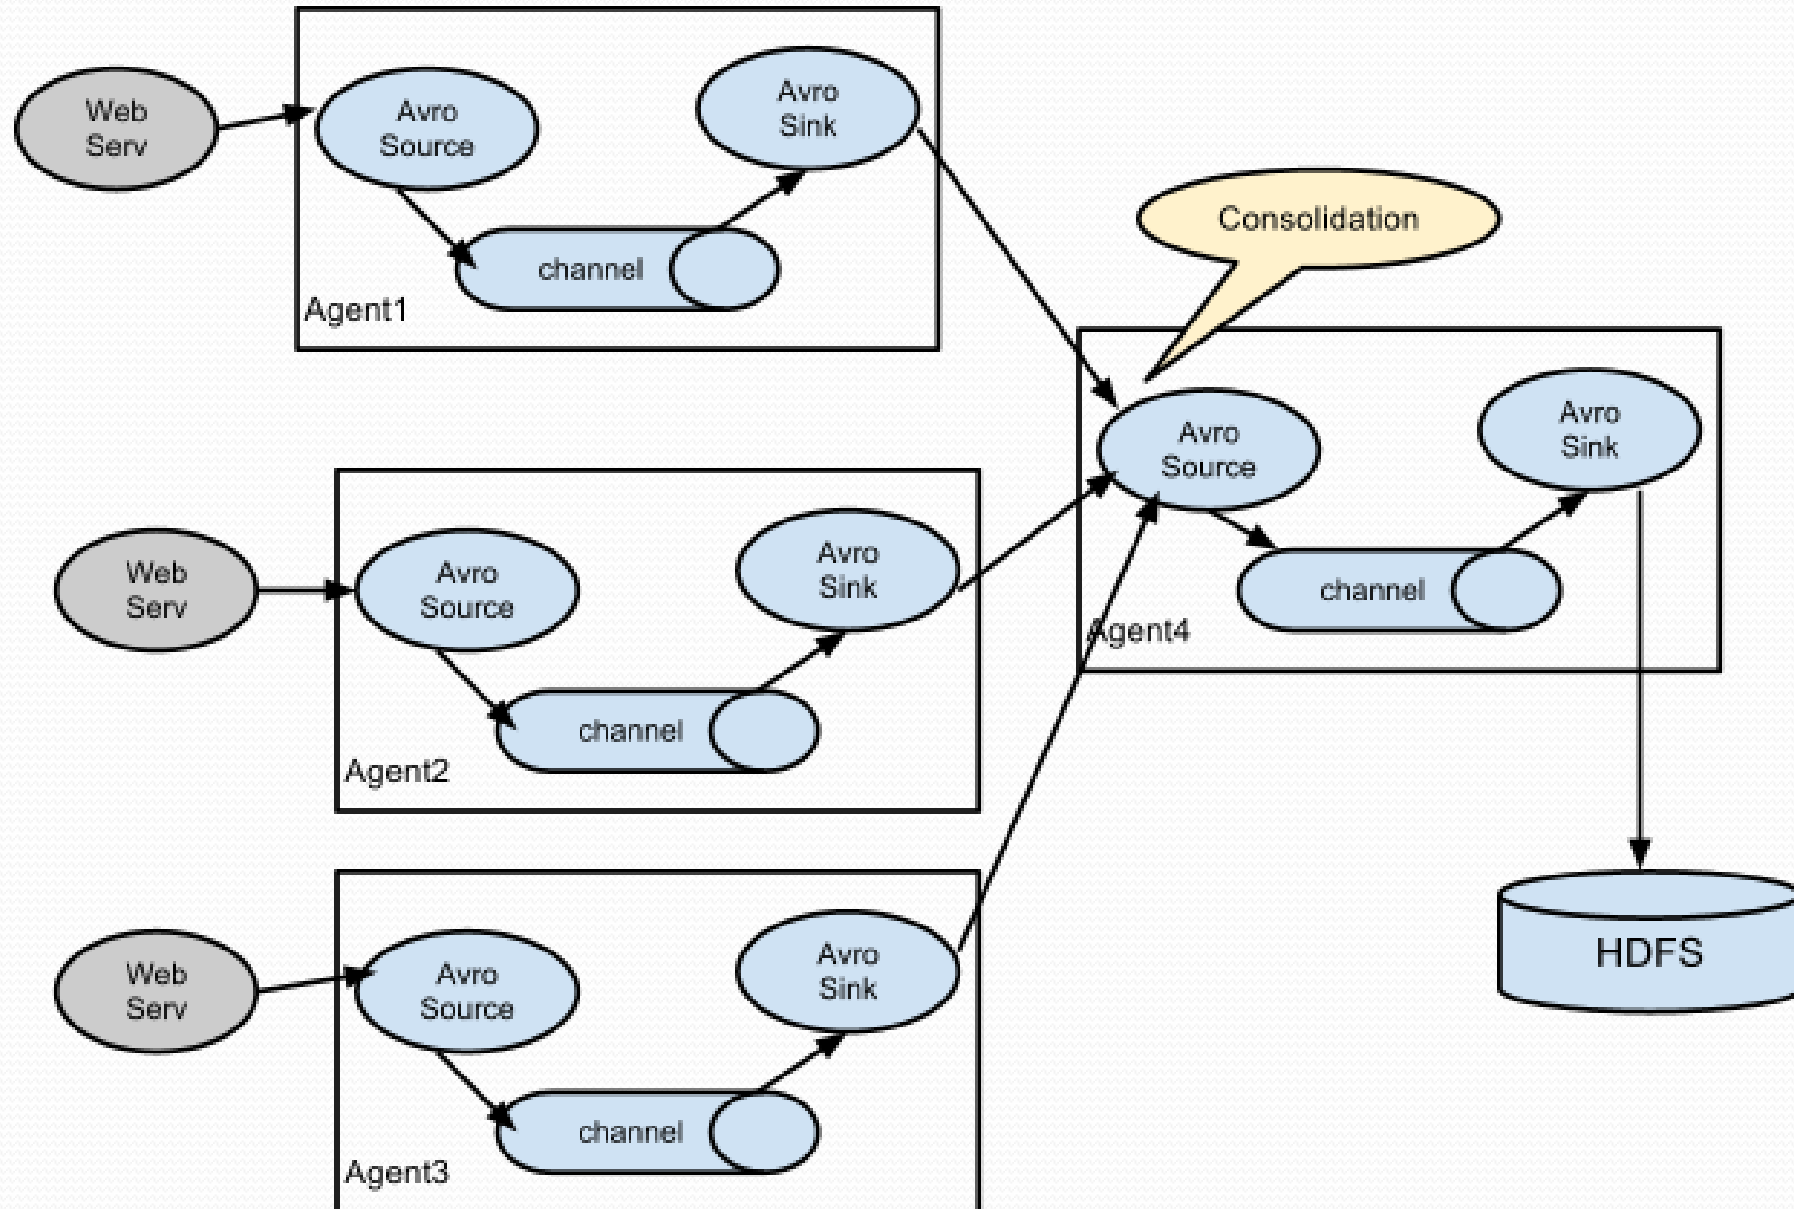 Web
Serv
Avro
Source
Avro
Sink
channel
Agent1
Consolidation
Web
Serv
Avro
Source
Avro
Sink
channel
Agent2
Avro
Source
Avro
Sink
channel
Agent4
Web
Serv
Avro
Source
Avro
Sink
channel
Agent3
HDFS